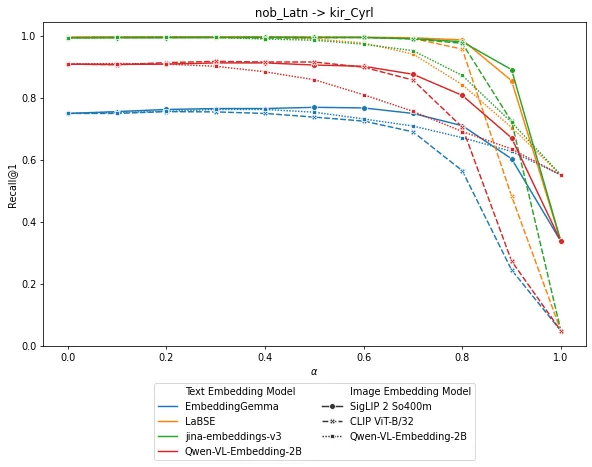 nob_Latn -> kir_Cyrl
Recall@1
1.0
0.8
0.6
0.4
0.2
0.0
0.0 0.2 0.4 0.6 0.8 1.0
α
Text Embedding Model
EmbeddingGemma
LaBSE
jina-embeddings-v3
Qwen-VL-Embedding-2B
Image Embedding Model
SigLIP 2 So400m
CLIP ViT-B/32
Qwen-VL-Embedding-2B